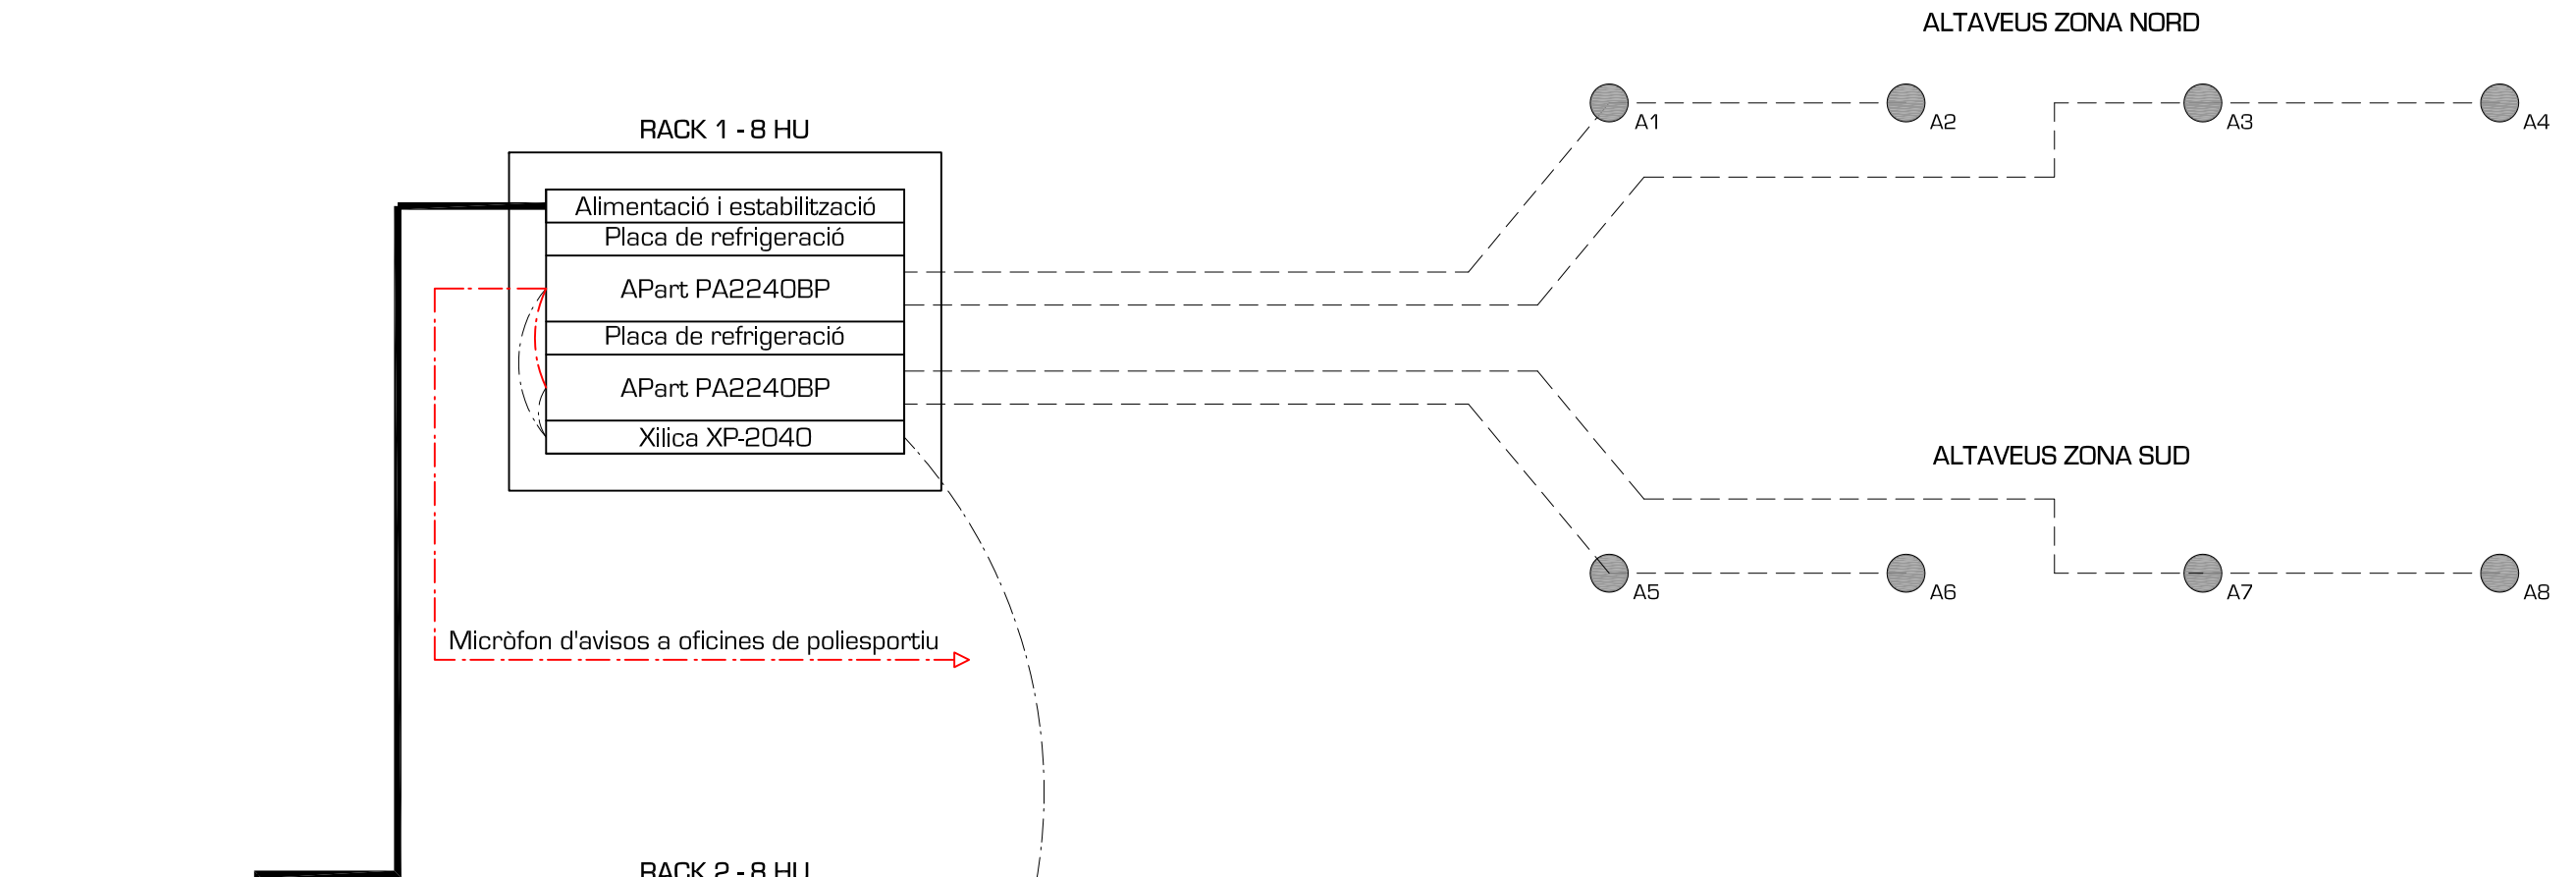 ALTAVEUS ZONA NORD
A1
A2
A3
A4
RACK 1 - 8 HU
Alimentació i estabilització
Placa de refrigeració
APart PA2240BP
Placa de refrigeració
APart PA2240BP
Xilica XP-2040
ALTAVEUS ZONA SUD
A5
A6
A7
A8
Micròfon d'avisos a oficines de poliesportiu
RACK 2 - 8 HU